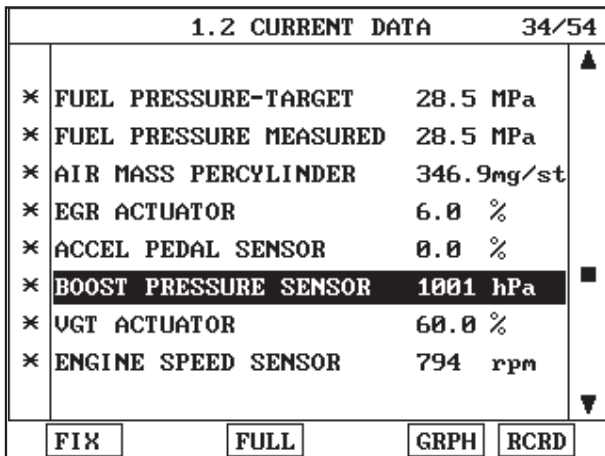 1.2 CURRENT DATA 34/54
* FUEL PRESSURE-TARGET 28.5 MPa
* FUEL PRESSURE MEASURED 28.5 MPa
* AIR MASS PERCYLINDER 346.9mg/st
* EGR ACTUATOR 6.0 %
* ACCEL PEDAL SENSOR 0.0 %
* BOOST PRESSURE SENSOR 1001 hPa
* VGT ACTUATOR 60.0 %
* ENGINE SPEED SENSOR 794 rpm
FIX FULL GRPH RCRD